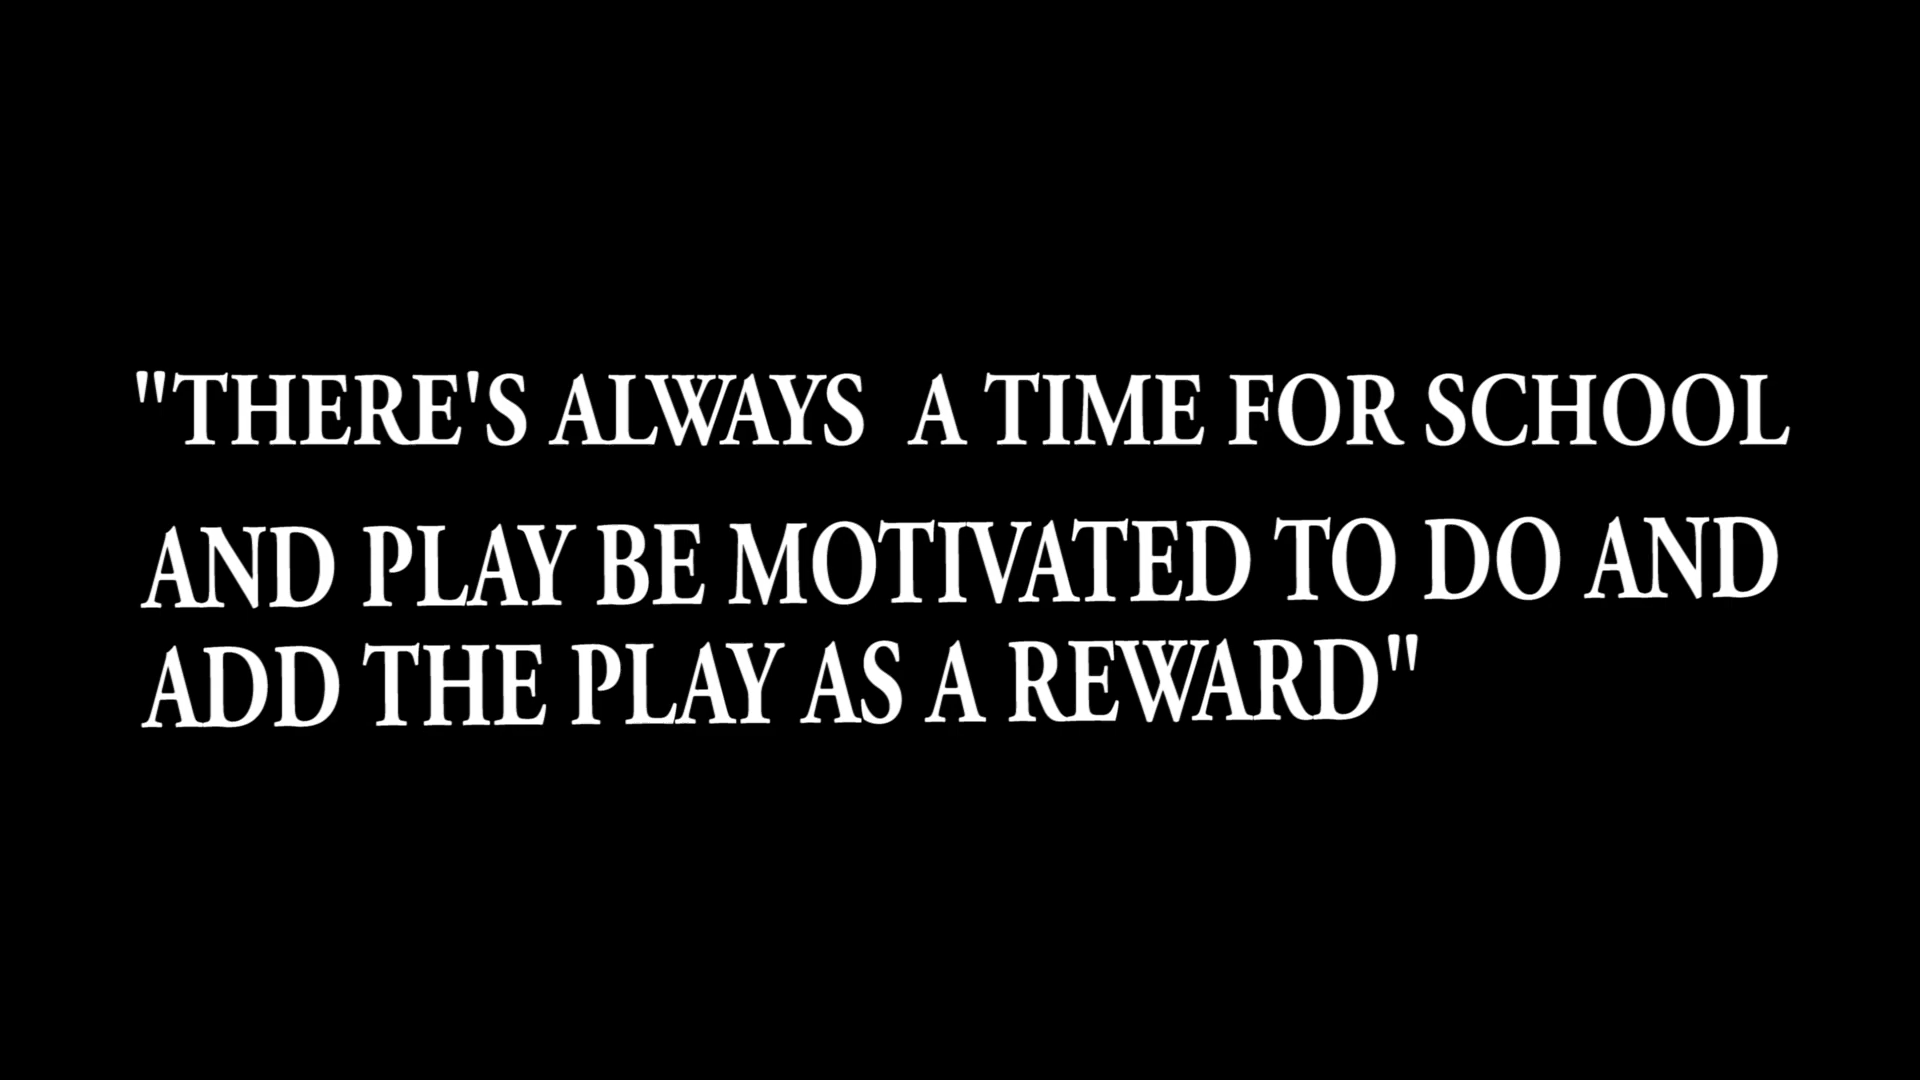 "THERE'S ALWAYS  A TIME FOR SCHOOL
AND PLAY BE MOTIVATED TO DO AND
ADD THE PLAY AS A REWARD"